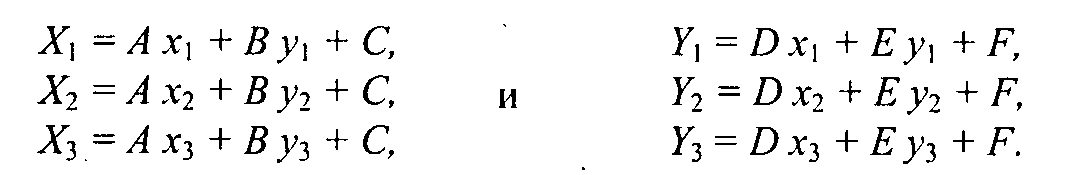 X₁ = A x₁ + B y₁ + C, Y₁ = D x₁ + E y₁ + F,
X₂ = A x₂ + B y₂ + C, и Y₂ = D x₂ + E y₂ + F,
X₃ = A x₃ + B y₃ + C, Y₃ = D x₃ + E y₃ + F.